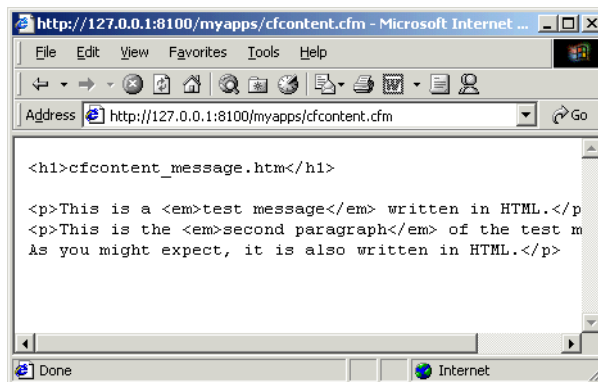 http://127.0.0.1:8100/myapps/cfcontent.cfm - Microsoft Internet ...
File Edit View Favorites Tools Help
Address http://127.0.0.1:8100/myapps/cfcontent.cfm Go
<h1>cfcontent_message.htm</h1>
<p>This is a <em>test message</em> written in HTML.</p
<p>This is the <em>second paragraph</em> of the test m
As you might expect, it is also written in HTML.</p>
Done Internet